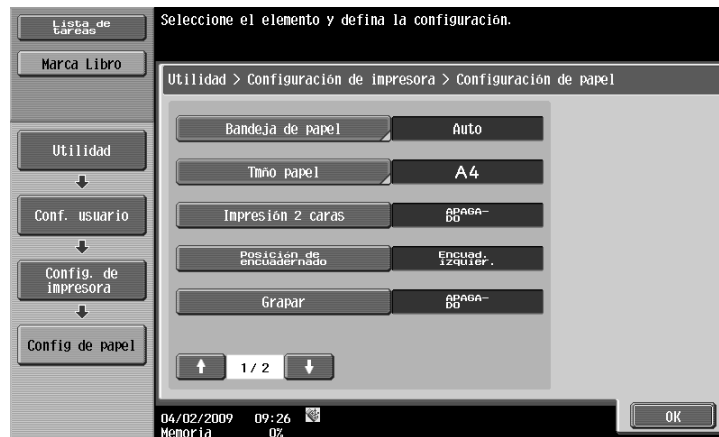 Lista de
tareas
Seleccione el elemento y defina la configuración.
Marca Libro
Utilidad > Configuración de impresora > Configuración de papel
Utilidad
Conf. usuario
Config. de
impresora
Config de papel
Bandeja de papel
Auto
Tmño papel
A4
Impresión 2 caras
APAGA-
DO
Posición de
encuadernado
Encuad.
izquier.
Grapar
APAGA-
DO
1/2
OK
04/02/2009 09:26
Memoria 0%